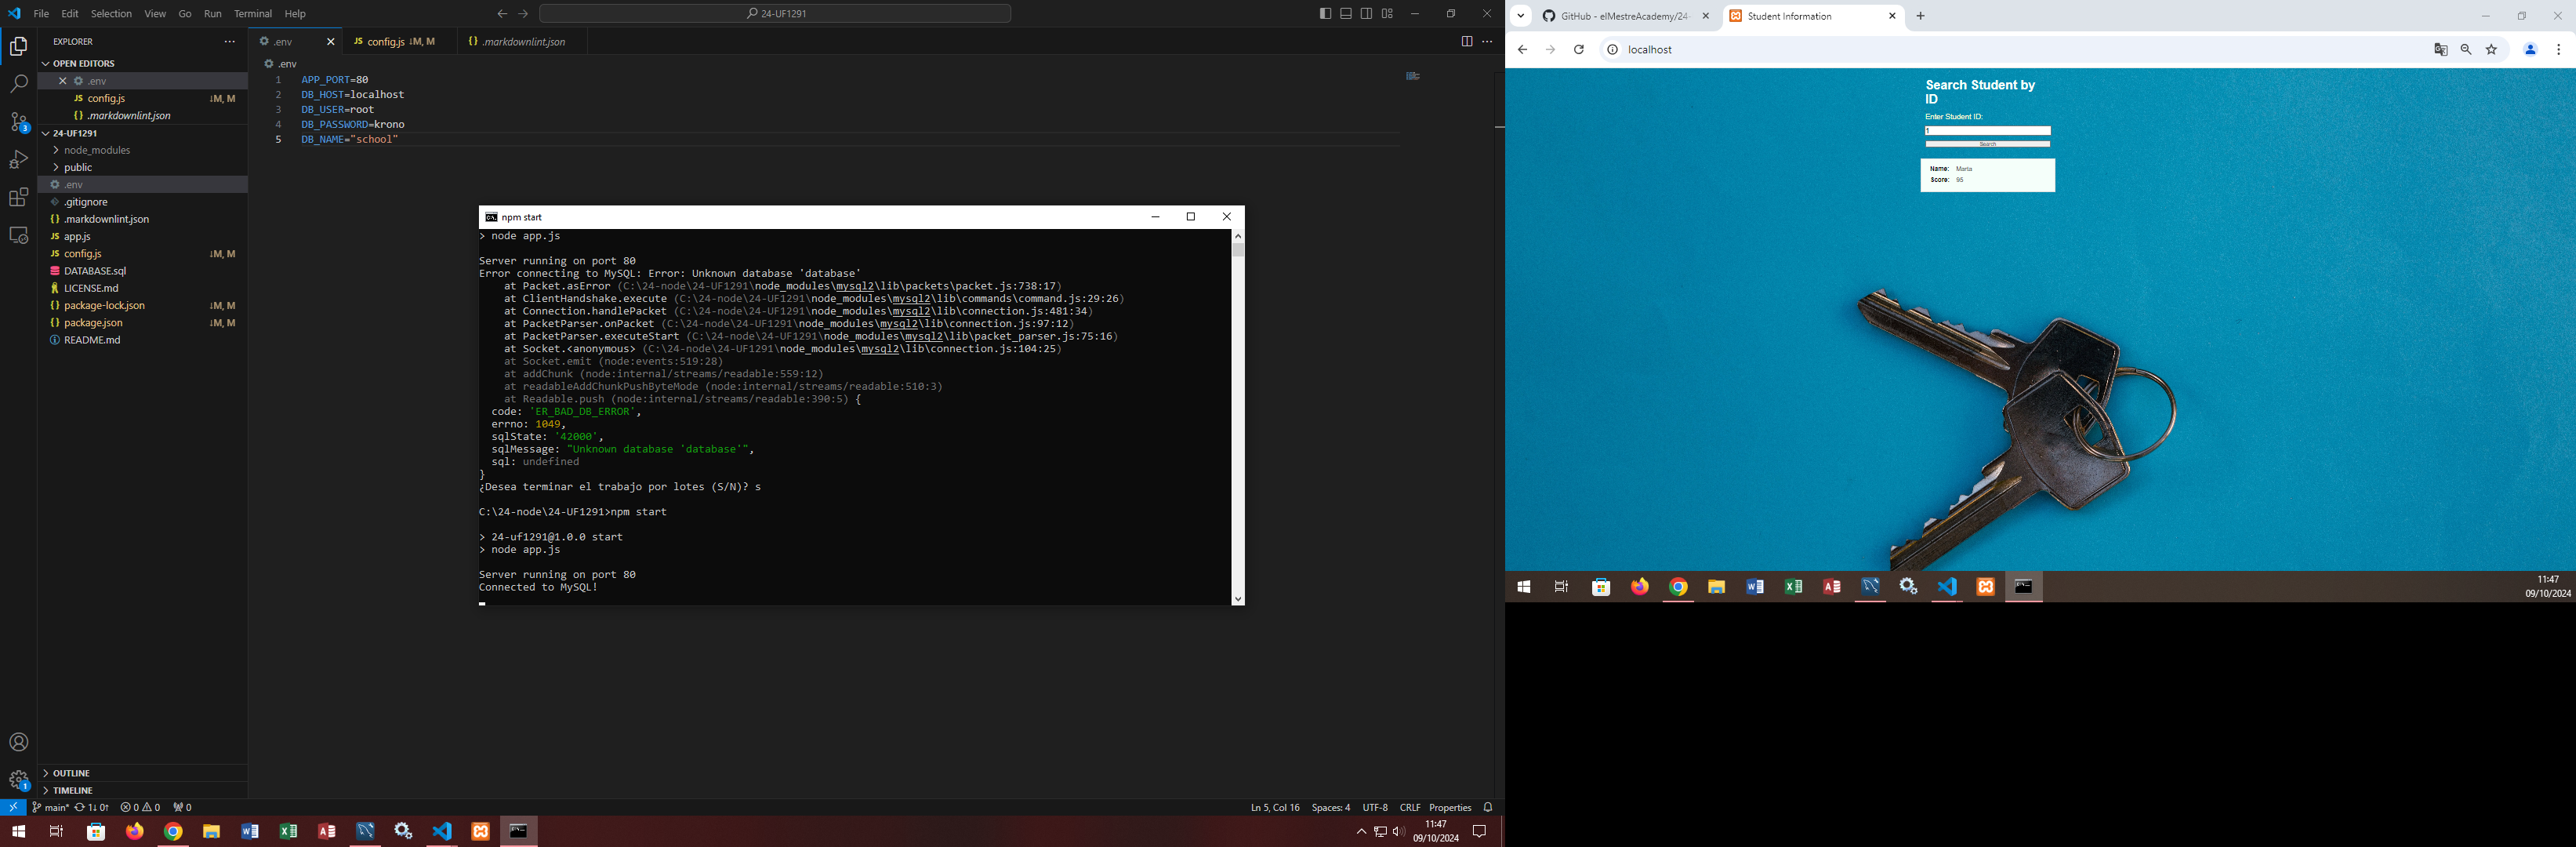 File Edit Selection View Go Run Terminal Help
24-UF1291
EXPLORER
OPEN EDITORS
.env
config.js ↓M, M
.markdownlint.json
24-UF1291
node_modules
public
.env
.gitignore
.markdownlint.json
app.js
config.js ↓M, M
DATABASE.sql
LICENSE.md
package-lock.json ↓M, M
package.json ↓M, M
README.md
OUTLINE
TIMELINE
3
1
.env config.js ↓M, M .markdownlint.json
.env
1 APP_PORT=80
2 DB_HOST=localhost
3 DB_USER=root
4 DB_PASSWORD=krono
5 DB_NAME="school"
npm start
> node app.js
Server running on port 80
Error connecting to MySQL: Error: Unknown database 'database'
at Packet.asError (C:\24-node\24-UF1291\node_modules\mysql2\lib\packets\packet.js:738:17)
at ClientHandshake.execute (C:\24-node\24-UF1291\node_modules\mysql2\lib\commands\command.js:29:26)
at Connection.handlePacket (C:\24-node\24-UF1291\node_modules\mysql2\lib\connection.js:481:34)
at PacketParser.onPacket (C:\24-node\24-UF1291\node_modules\mysql2\lib\connection.js:97:12)
at PacketParser.executeStart (C:\24-node\24-UF1291\node_modules\mysql2\lib\packet_parser.js:75:16)
at Socket.<anonymous> (C:\24-node\24-UF1291\node_modules\mysql2\lib\connection.js:104:25)
at Socket.emit (node:events:519:28)
at addChunk (node:internal/streams/readable:559:12)
at readableAddChunkPushByteMode (node:internal/streams/readable:510:3)
at Readable.push (node:internal/streams/readable:390:5) {
code: 'ER_BAD_DB_ERROR',
errno: 1049,
sqlState: '42000',
sqlMessage: "Unknown database 'database'",
sql: undefined
}
¿Desea terminar el trabajo por lotes (S/N)? s
C:\24-node\24-UF1291>npm start
> 24-uf1291@1.0.0 start
> node app.js
Server running on port 80
Connected to MySQL!
main* 1↓ 0↑ 0 0 0
Ln 5, Col 16 Spaces: 4 UTF-8 CRLF Properties
11:47
09/10/2024
GitHub - elMestreAcademy/24-
Student Information
localhost
Search Student by
ID
Enter Student ID:
1
Search
Name: Marta
Score: 95
11:47
09/10/2024